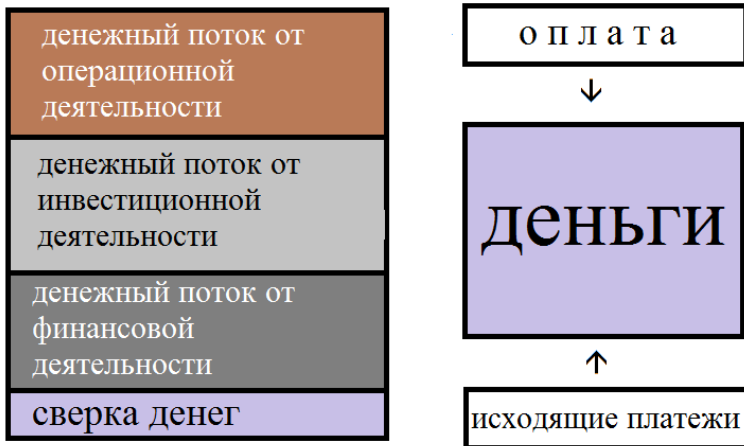 денежный поток от
операционной
деятельности
денежный поток от
инвестиционной
деятельности
денежный поток от
финансовой
деятельности
сверка денег
о п л а т а
деньги
исходящие платежи